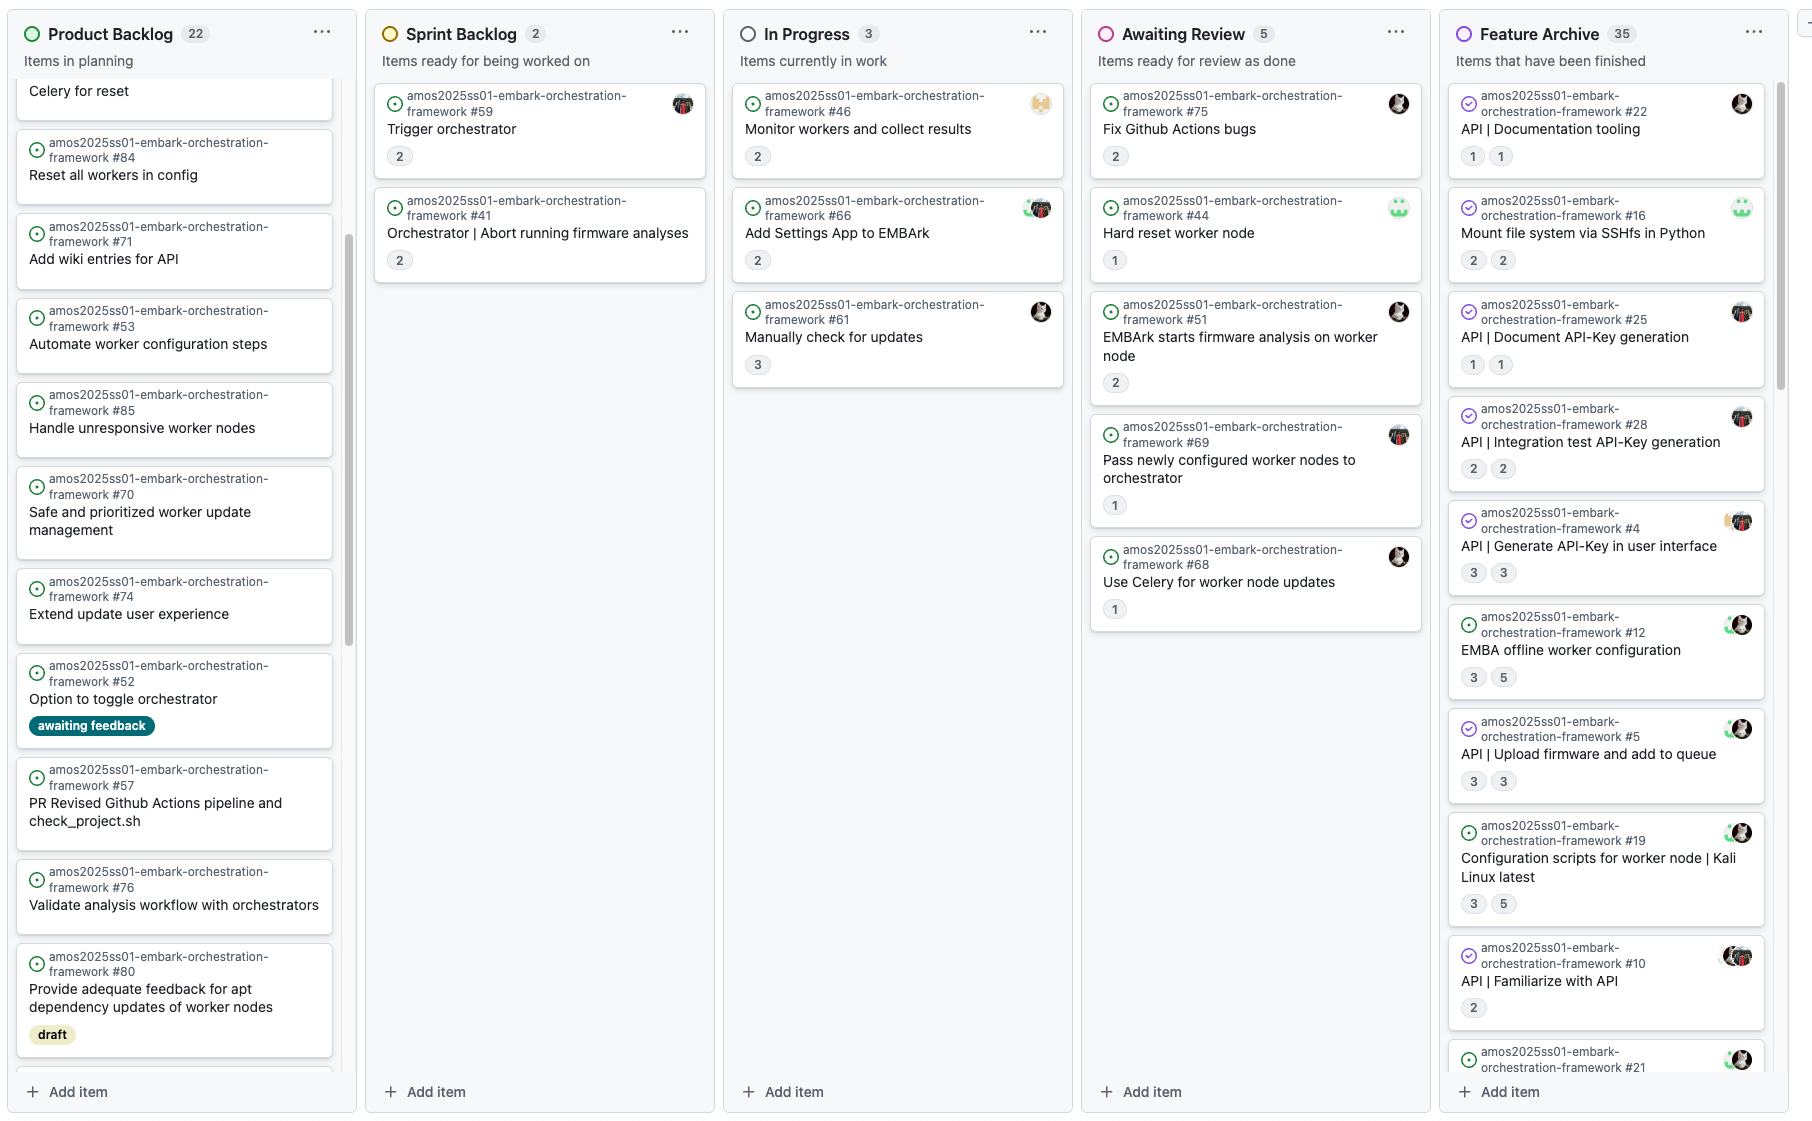 Product Backlog 22
Items in planning
Celery for reset
amos2025ss01-embark-orchestration-
framework #84
Reset all workers in config
amos2025ss01-embark-orchestration-
framework #71
Add wiki entries for API
amos2025ss01-embark-orchestration-
framework #53
Automate worker configuration steps
amos2025ss01-embark-orchestration-
framework #85
Handle unresponsive worker nodes
amos2025ss01-embark-orchestration-
framework #70
Safe and prioritized worker update
management
amos2025ss01-embark-orchestration-
framework #74
Extend update user experience
amos2025ss01-embark-orchestration-
framework #52
Option to toggle orchestrator
awaiting feedback
amos2025ss01-embark-orchestration-
framework #57
PR Revised Github Actions pipeline and
check_project.sh
amos2025ss01-embark-orchestration-
framework #76
Validate analysis workflow with orchestrators
amos2025ss01-embark-orchestration-
framework #80
Provide adequate feedback for apt
dependency updates of worker nodes
draft
Add item
Sprint Backlog 2
Items ready for being worked on
amos2025ss01-embark-orchestration-
framework #59
Trigger orchestrator
2
amos2025ss01-embark-orchestration-
framework #41
Orchestrator | Abort running firmware analyses
2
Add item
In Progress 3
Items currently in work
amos2025ss01-embark-orchestration-
framework #46
Monitor workers and collect results
2
amos2025ss01-embark-orchestration-
framework #66
Add Settings App to EMBArk
2
amos2025ss01-embark-orchestration-
framework #61
Manually check for updates
3
Add item
Awaiting Review 5
Items ready for review as done
amos2025ss01-embark-orchestration-
framework #75
Fix Github Actions bugs
2
amos2025ss01-embark-orchestration-
framework #44
Hard reset worker node
1
amos2025ss01-embark-orchestration-
framework #51
EMBArk starts firmware analysis on worker
node
2
amos2025ss01-embark-orchestration-
framework #69
Pass newly configured worker nodes to
orchestrator
1
amos2025ss01-embark-orchestration-
framework #68
Use Celery for worker node updates
1
Add item
Feature Archive 35
Items that have been finished
amos2025ss01-embark-
orchestration-framework #22
API | Documentation tooling
1 1
amos2025ss01-embark-
orchestration-framework #16
Mount file system via SSHfs in Python
2 2
amos2025ss01-embark-
orchestration-framework #25
API | Document API-Key generation
1 1
amos2025ss01-embark-
orchestration-framework #28
API | Integration test API-Key generation
2 2
amos2025ss01-embark-
orchestration-framework #4
API | Generate API-Key in user interface
3 3
amos2025ss01-embark-
orchestration-framework #12
EMBA offline worker configuration
3 5
amos2025ss01-embark-
orchestration-framework #5
API | Upload firmware and add to queue
3 3
amos2025ss01-embark-
orchestration-framework #19
Configuration scripts for worker node | Kali
Linux latest
3 5
amos2025ss01-embark-
orchestration-framework #10
API | Familiarize with API
2
amos2025ss01-embark-
orchestration-framework #21
Add item